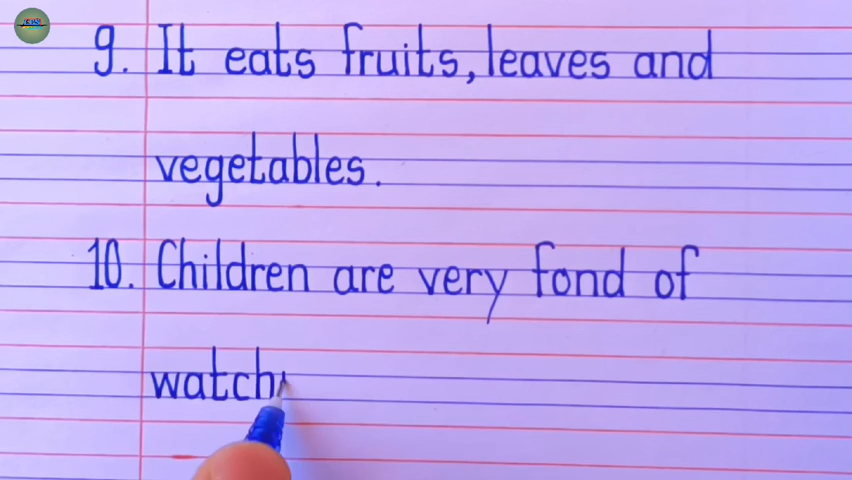 9. It eats fruits, leaves and
vegetables.
10. Children are very fond of
watch